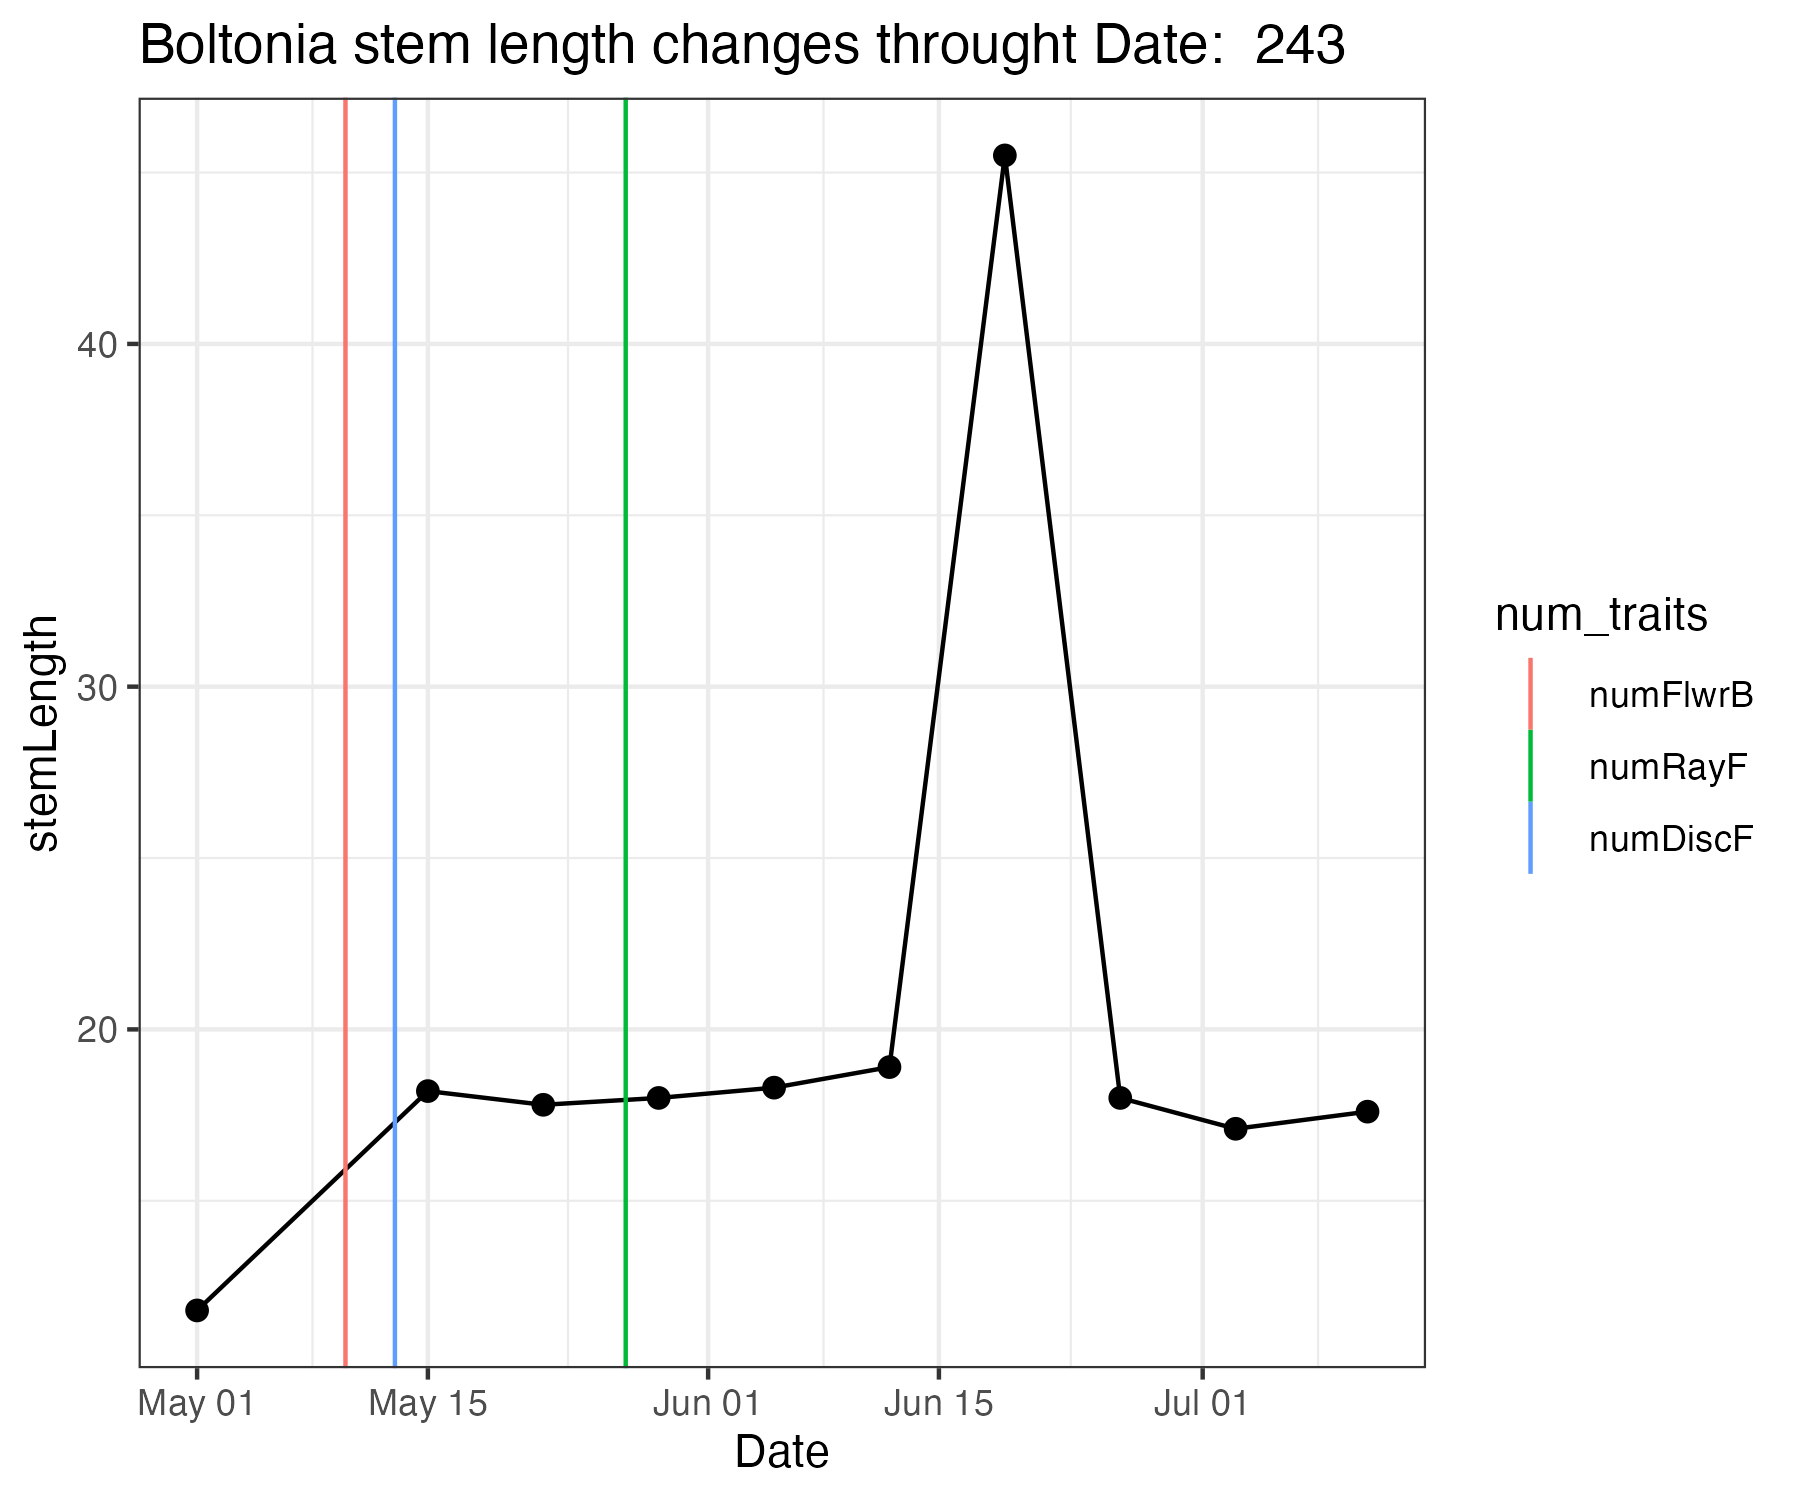 Boltonia stem length changes throught Date:  243
stemLength
40
30
20
May 01
May 15
Jun 01
Jun 15
Jul 01
Date
num_traits
numFlwrB
numRayF
numDiscF